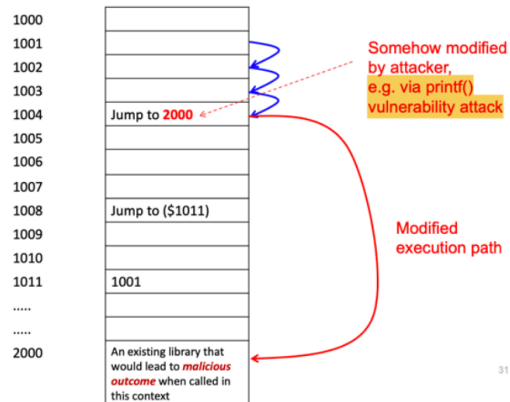 1000
1001
1002
1003
1004 Jump to 2000
1005
1006
1007
1008 Jump to ($1011)
1009
1010
1011 1001
.....
.....
2000 An existing library that
would lead to malicious
outcome when called in
this context
Somehow modified
by attacker,
e.g. via printf()
vulnerability attack
Modified
execution path
31